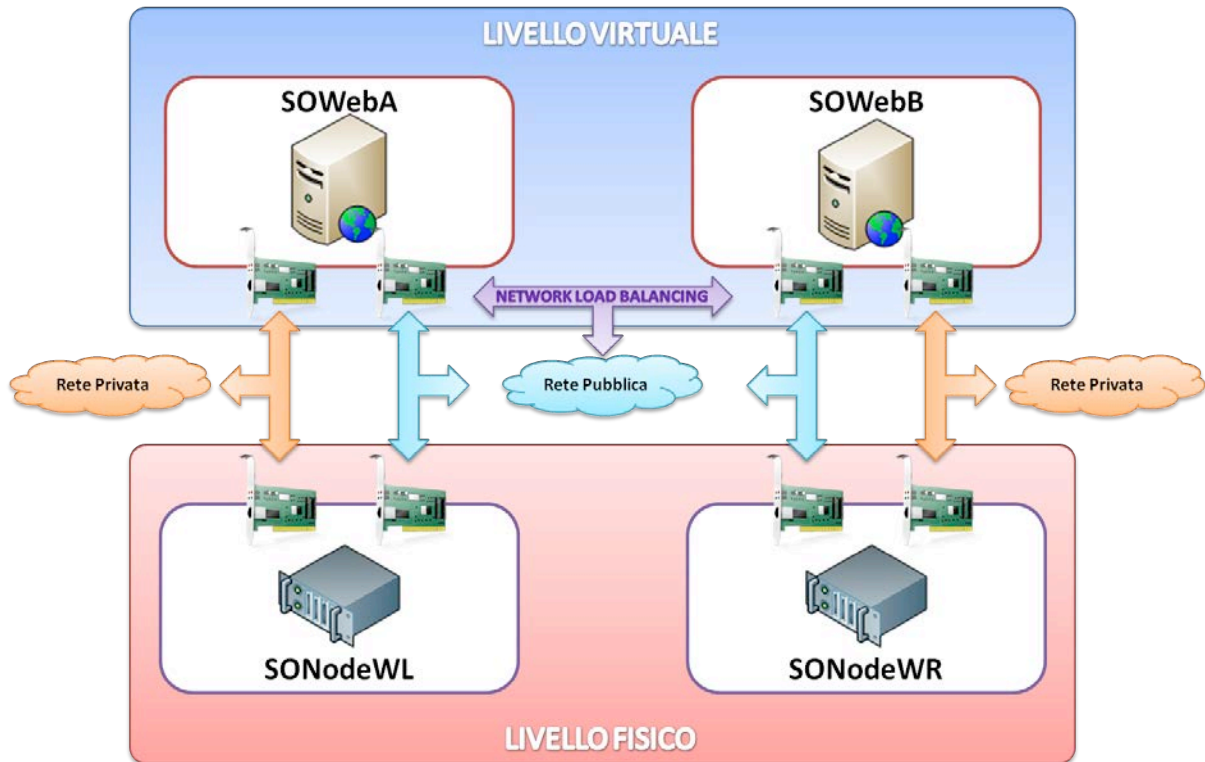 LIVELLO VIRTUALE
SOWebA
SOWebB
NETWORK LOAD BALANCING
Rete Privata
Rete Pubblica
Rete Privata
SONodeWL
SONodeWR
LIVELLO FISICO